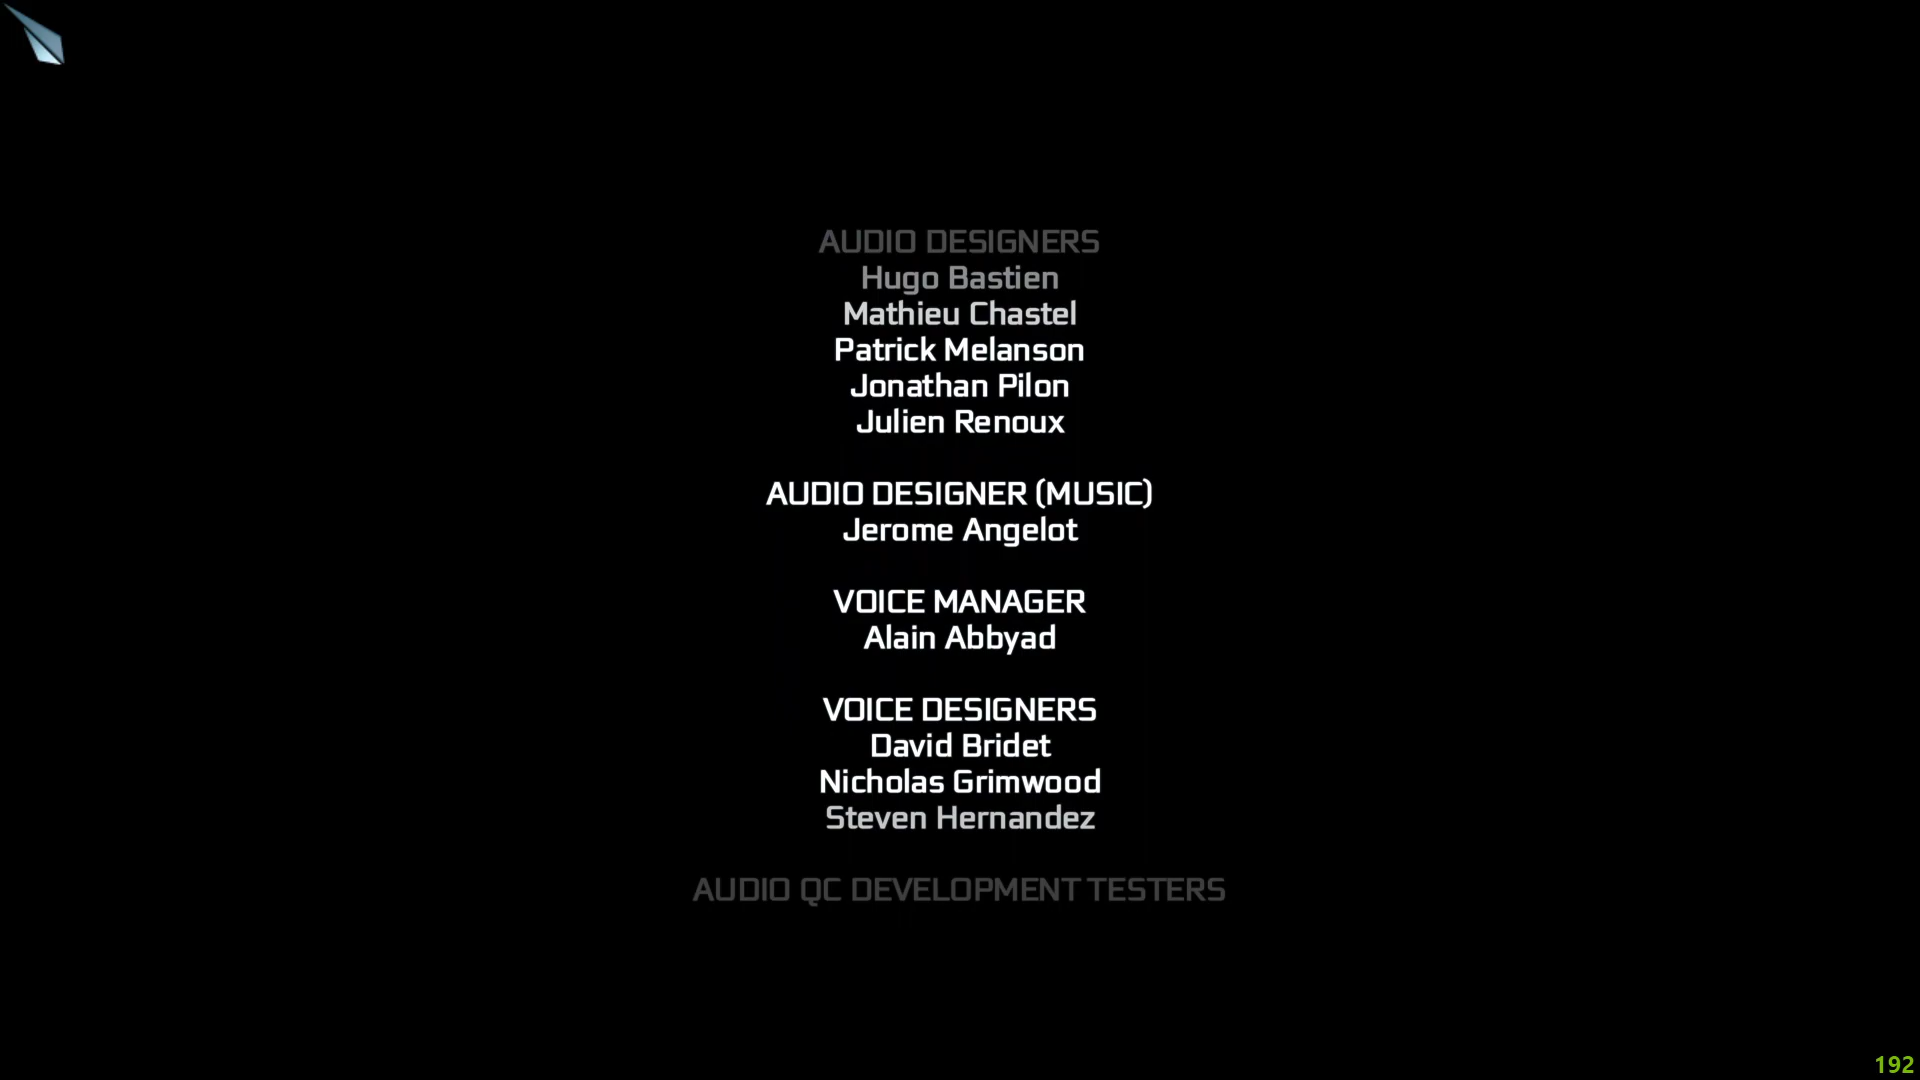 AUDIO DESIGNERS
Hugo Bastien
Mathieu Chastel
Patrick Melanson
Jonathan Pilon
Julien Renoux
AUDIO DESIGNER (MUSIC)
Jerome Angelot
VOICE MANAGER
Alain Abbyad
VOICE DESIGNERS
David Bridet
Nicholas Grimwood
Steven Hernandez
AUDIO QC DEVELOPMENT TESTERS
192